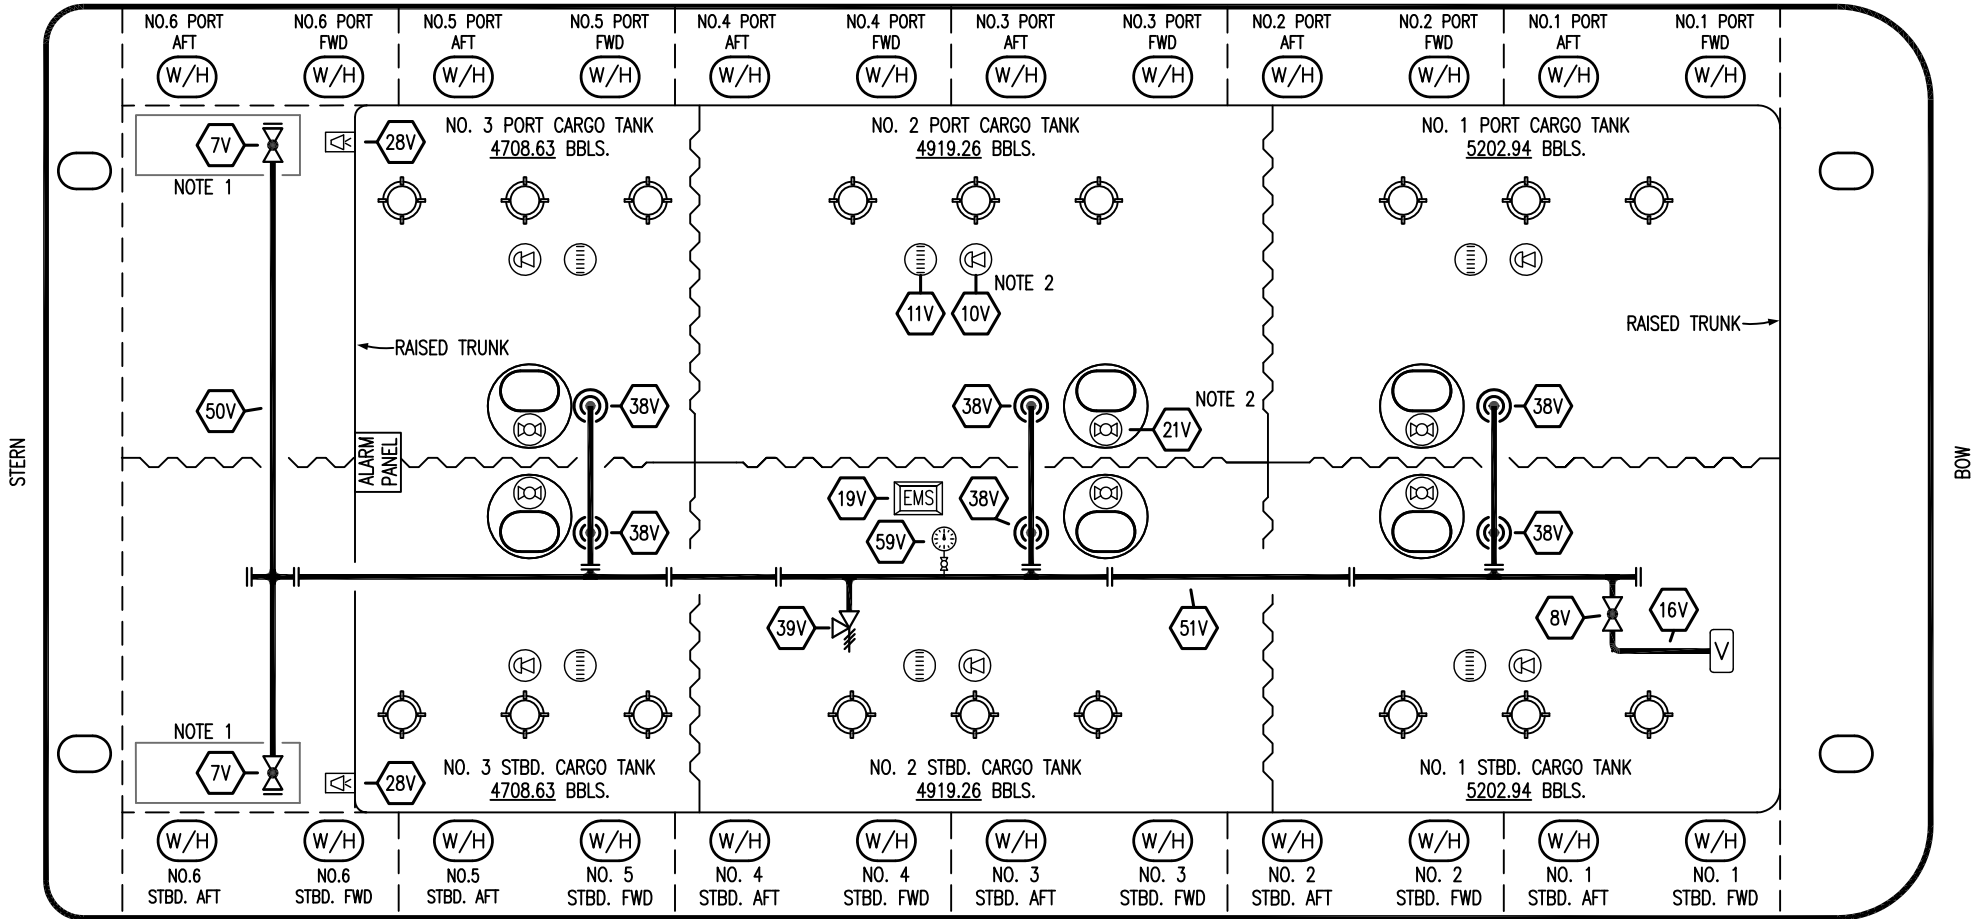 NO.6 PORT
AFT
NO.6 PORT
FWD
NO.5 PORT
AFT
NO.5 PORT
FWD
NO.4 PORT
AFT
NO.4 PORT
FWD
NO.3 PORT
AFT
NO.3 PORT
FWD
NO.2 PORT
AFT
NO.2 PORT
FWD
NO.1 PORT
AFT
NO.1 PORT
FWD
W/H
W/H
W/H
W/H
W/H
W/H
W/H
W/H
W/H
W/H
W/H
W/H
7V
NOTE 1
28V
NO. 3 PORT CARGO TANK
4708.63 BBLS.
NO. 2 PORT CARGO TANK
4919.26 BBLS.
NO. 1 PORT CARGO TANK
5202.94 BBLS.
11V
10V
NOTE 2
RAISED TRUNK
RAISED TRUNK
50V
38V
38V
21V
NOTE 2
38V
STERN
ALARM
PANEL
BOW
19V
EMS
38V
59V
38V
38V
39V
51V
8V
16V
V
NOTE 1
7V
28V
NO. 3 STBD. CARGO TANK
4708.63 BBLS.
NO. 2 STBD. CARGO TANK
4919.26 BBLS.
NO. 1 STBD. CARGO TANK
5202.94 BBLS.
W/H
W/H
W/H
W/H
W/H
W/H
W/H
W/H
W/H
W/H
W/H
W/H
NO.6
STBD. AFT
NO.6
STBD. FWD
NO.5
STBD. AFT
NO. 5
STBD. FWD
NO. 4
STBD. AFT
NO. 4
STBD. FWD
NO. 3
STBD. AFT
NO. 3
STBD. FWD
NO. 2
STBD. AFT
NO. 2
STBD. FWD
NO. 1
STBD. AFT
NO. 1
STBD. FWD